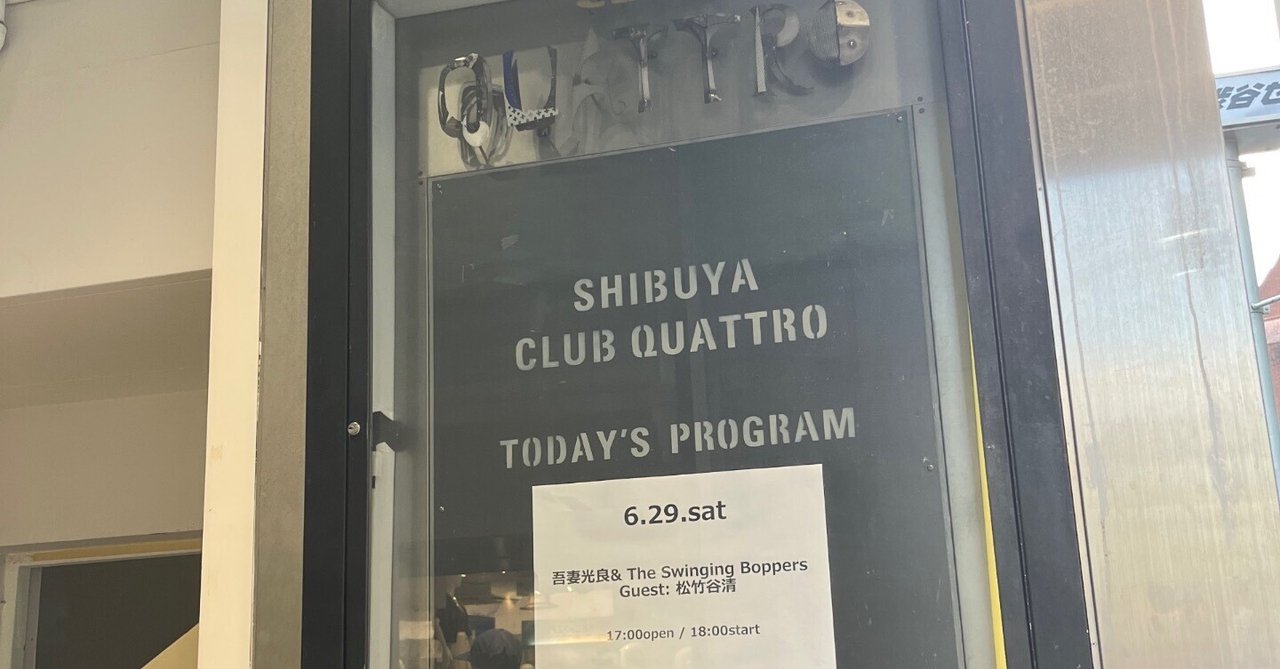 QUATTRO
SHIBUYA
CLUB QUATTRO
TODAY'S PROGRAM
6.29.sat
吾妻光良& The Swinging Boppers
Guest: 松竹谷清
17:00open / 18:00start